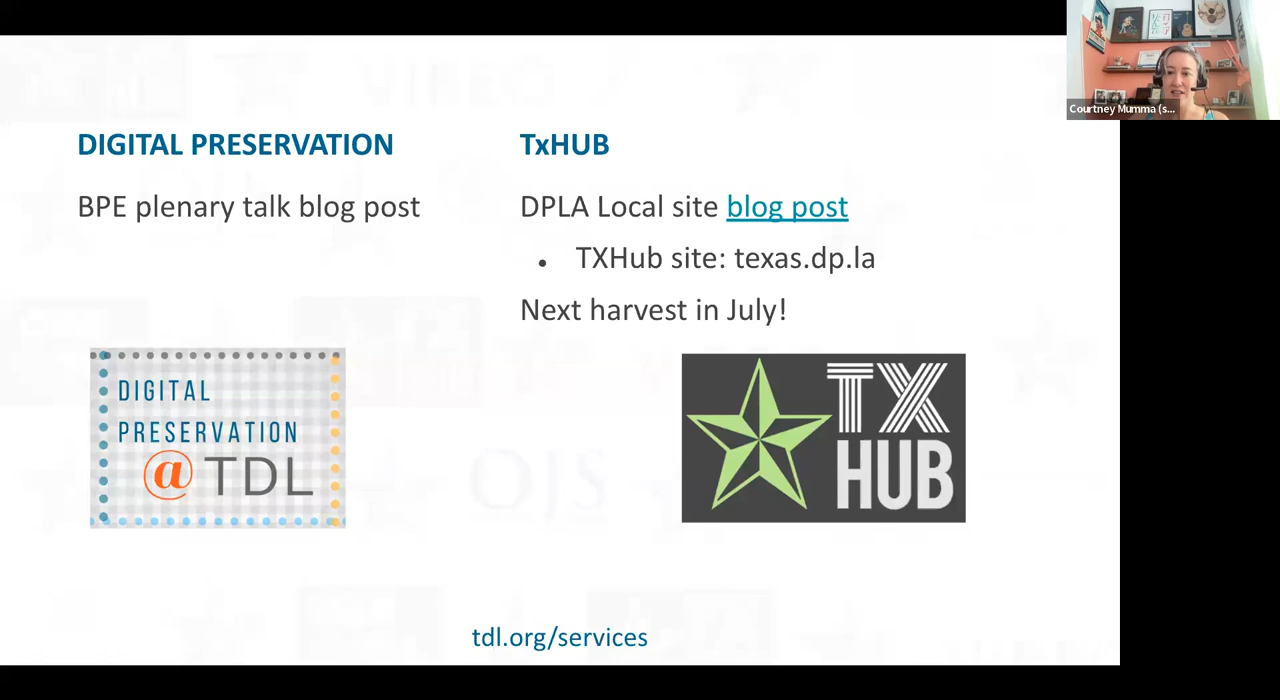 DIGITAL PRESERVATION
BPE plenary talk blog post
TxHUB
DPLA Local site blog post
• TXHub site: texas.dp.la
Next harvest in July!
DIGITAL
PRESERVATION
@TDL
TX
HUB
OJS
tdl.org/services
Courtney Mumma (s...